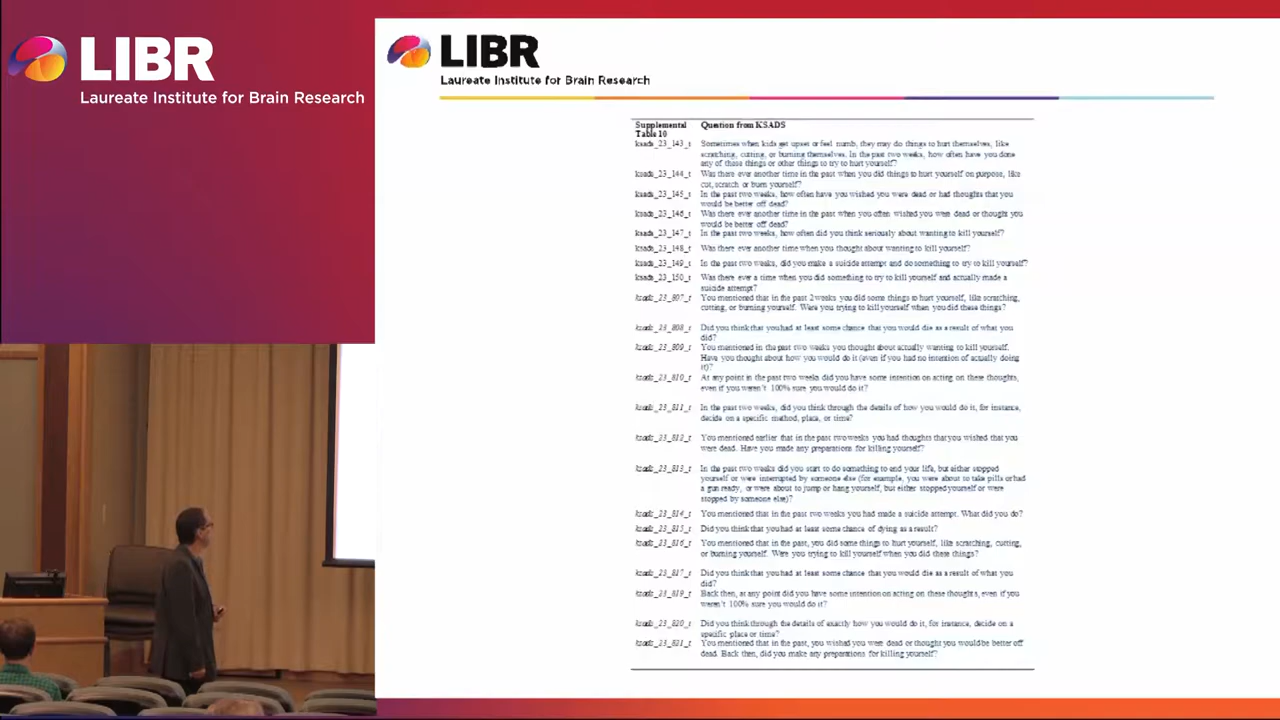 LIBR
Laureate Institute for Brain Research
LIBR
Laureate Institute for Brain Research
Supplemental Table 10
Question from KSADS
ksads_23_143_t
Sometimes when kids get upset or feel numb, they may do things to hurt themselves, like
scratching, cutting, or burning themselves. In the past two weeks, how often have you done
any of these things or other things to try to hurt yourself?
ksads_23_144_t
Was there ever another time in the past when you did things to hurt yourself on purpose, like
cut, scratch or burn yourself?
ksads_23_145_t
In the past two weeks, how often have you wished you were dead or had thoughts that you
would be better off dead?
ksads_23_146_t
Was there ever another time in the past when you often wished you were dead or thought you
would be better off dead?
ksads_23_147_t
In the past two weeks, how often did you think seriously about wanting to kill yourself?
ksads_23_148_t
Was there ever another time when you thought about wanting to kill yourself?
ksads_23_149_t
In the past two weeks, did you make a suicide attempt and do something to try to kill yourself?
ksads_23_150_t
Was there ever a time when you did something to try to kill yourself and actually made a
suicide attempt?
ksads_23_807_t
You mentioned that in the past 2 weeks you did some things to hurt yourself, like scratching,
cutting, or burning yourself. Were you trying to kill yourself when you did these things?
ksads_23_808_t
Did you think that you had at least some chance that you would die as a result of what you
did?
ksads_23_809_t
You mentioned in the past two weeks you thought about actually wanting to kill yourself.
Have you thought about how you would do it (even if you had no intention of actually doing
it)?
ksads_23_810_t
At any point in the past two weeks did you have some intention on acting on these thoughts,
even if you weren't 100% sure you would do it?
ksads_23_811_t
In the past two weeks, did you think through the details of how you would do it, for instance,
decide on a specific method, place, or time?
ksads_23_812_t
You mentioned earlier that in the past two weeks you had thoughts that you wished that you
were dead. Have you made any preparations for killing yourself?
ksads_23_813_t
In the past two weeks did you start to do something to end your life, but either stopped
yourself or were interrupted by someone else (for example, you were about to take pills or had
a gun ready, or were about to jump or hang yourself, but either stopped yourself or were
stopped by someone else)?
ksads_23_814_t
You mentioned that in the past two weeks you had made a suicide attempt. What did you do?
ksads_23_815_t
Did you think that you had at least some chance of dying as a result?
ksads_23_816_t
You mentioned that in the past, you did some things to hurt yourself, like scratching, cutting,
or burning yourself. Were you trying to kill yourself when you did these things?
ksads_23_817_t
Did you think that you had at least some chance that you would die as a result of what you
did?
ksads_23_819_t
Back then, at any point did you have some intention on acting on these thoughts, even if you
weren't 100% sure you would do it?
ksads_23_820_t
Did you think through the details of exactly how you would do it, for instance, decide on a
specific place or time?
ksads_23_821_t
You mentioned that in the past, you wished you were dead or thought you would be better off
dead. Back then, did you make any preparations for killing yourself?